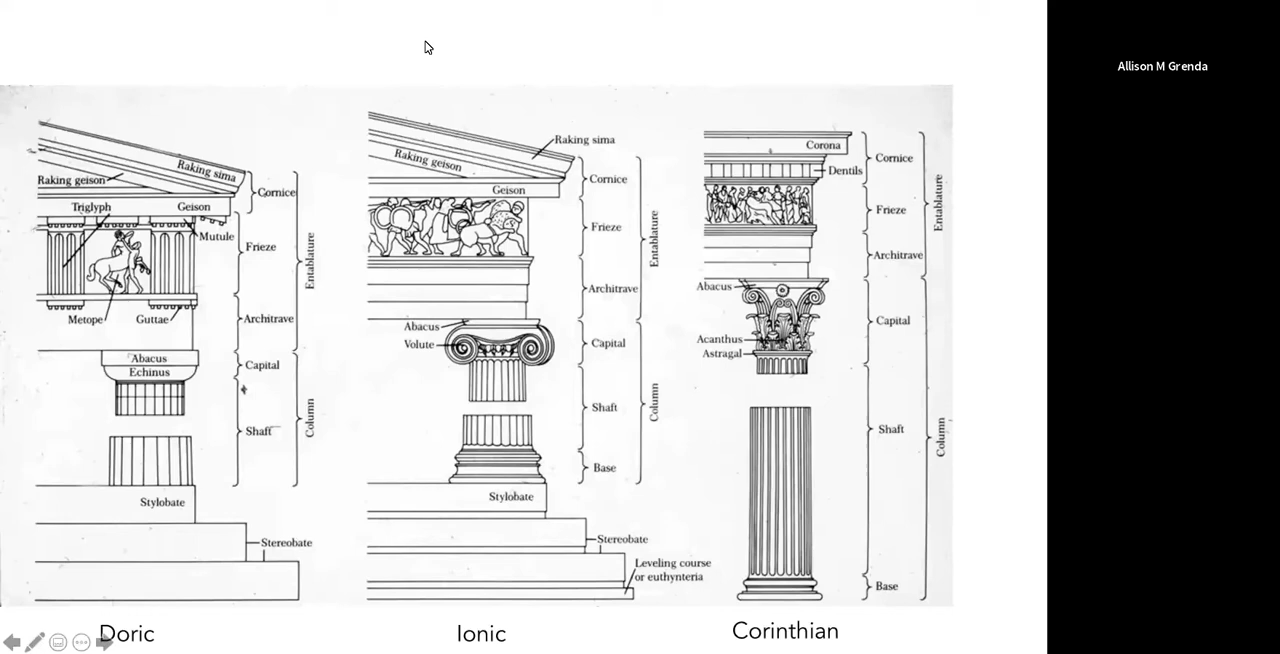 Allison M Grenda
Raking sima
Raking geison
Cornice
Triglyph
Geison
Mutule
Frieze
Entablature
Metope
Guttae
Architrave
Abacus
Echinus
Capital
Shaft
Column
Stylobate
Stereobate
Doric
Raking sima
Raking geison
Cornice
Geison
Frieze
Entablature
Architrave
Abacus
Volute
Capital
Shaft
Column
Base
Stylobate
Stereobate
Leveling course
or euthynteria
Ionic
Corona
Cornice
Dentils
Frieze
Entablature
Architrave
Abacus
Capital
Acanthus
Astragal
Shaft
Column
Base
Corinthian